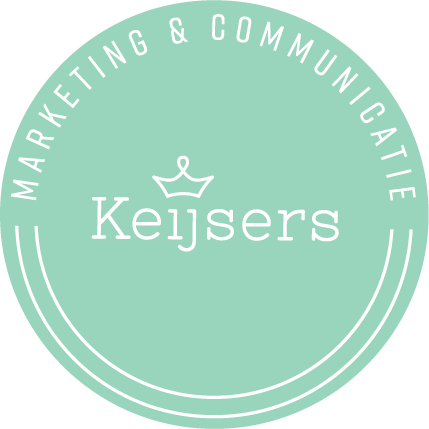 MARKETING & COMMUNICATIE
Keijsers